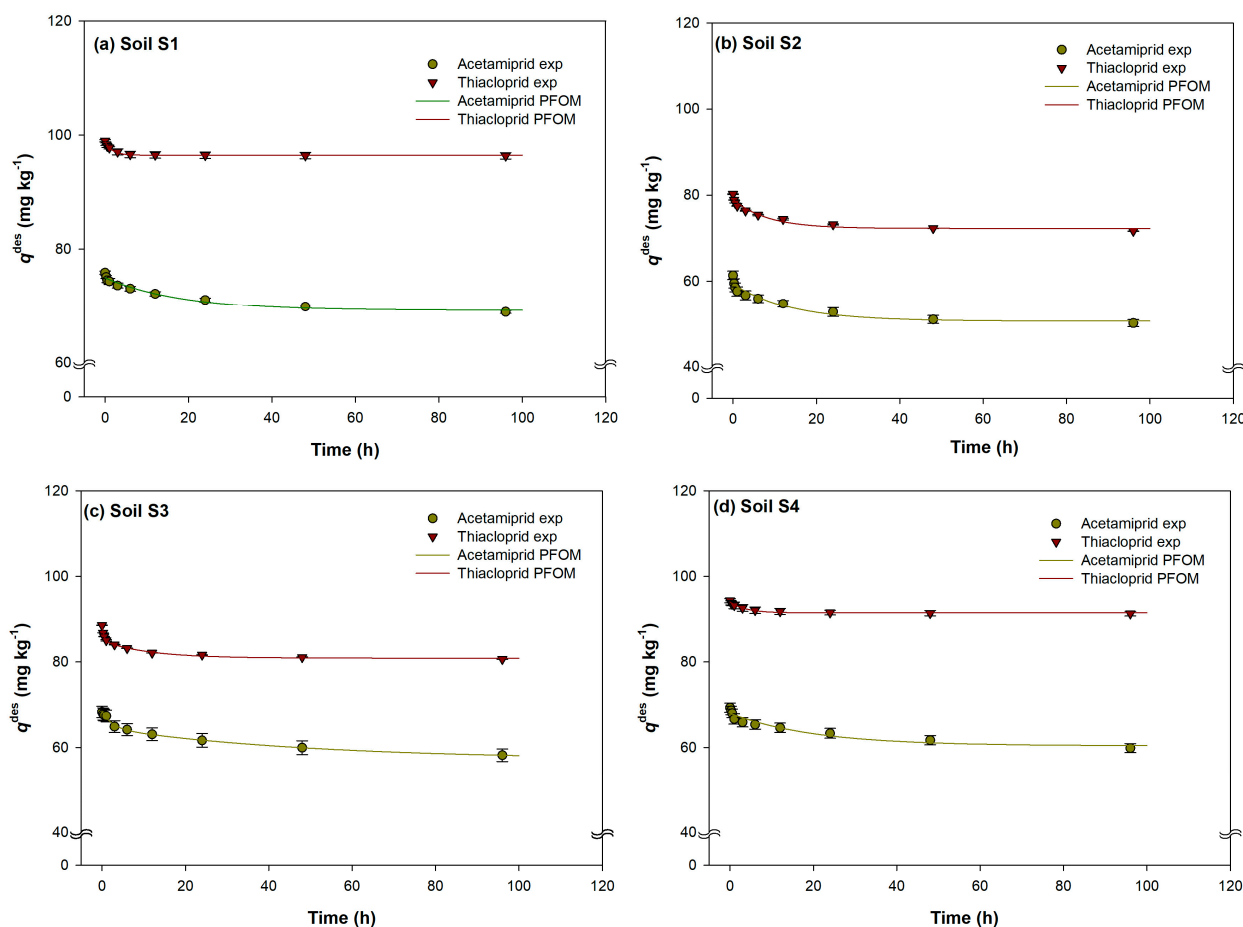 (a) Soil S1
Acetamiprid exp
Thiacloprid exp
Acetamiprid PFOM
Thiacloprid PFOM
120
100
80
60
0
q^des (mg kg^-1)
0 20 40 60 80 100 120
Time (h)
(b) Soil S2
Acetamiprid exp
Thiacloprid exp
Acetamiprid PFOM
Thiacloprid PFOM
120
100
80
60
40
0
q^des (mg kg^-1)
0 20 40 60 80 100 120
Time (h)
(c) Soil S3
Acetamiprid exp
Thiacloprid exp
Acetamiprid PFOM
Thiacloprid PFOM
120
100
80
60
40
0
q^des (mg kg^-1)
0 20 40 60 80 100 120
Time (h)
(d) Soil S4
Acetamiprid exp
Thiacloprid exp
Acetamiprid PFOM
Thiacloprid PFOM
120
100
80
60
40
0
q^des (mg kg^-1)
0 20 40 60 80 100 120
Time (h)